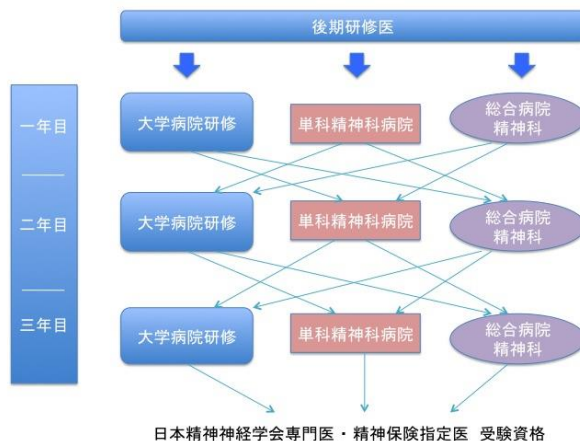 後期研修医
一年目
大学病院研修
単科精神科病院
総合病院
精神科
二年目
大学病院研修
単科精神科病院
総合病院
精神科
三年目
大学病院研修
単科精神科病院
総合病院
精神科
日本精神神経学会専門医・精神保険指定医 受験資格